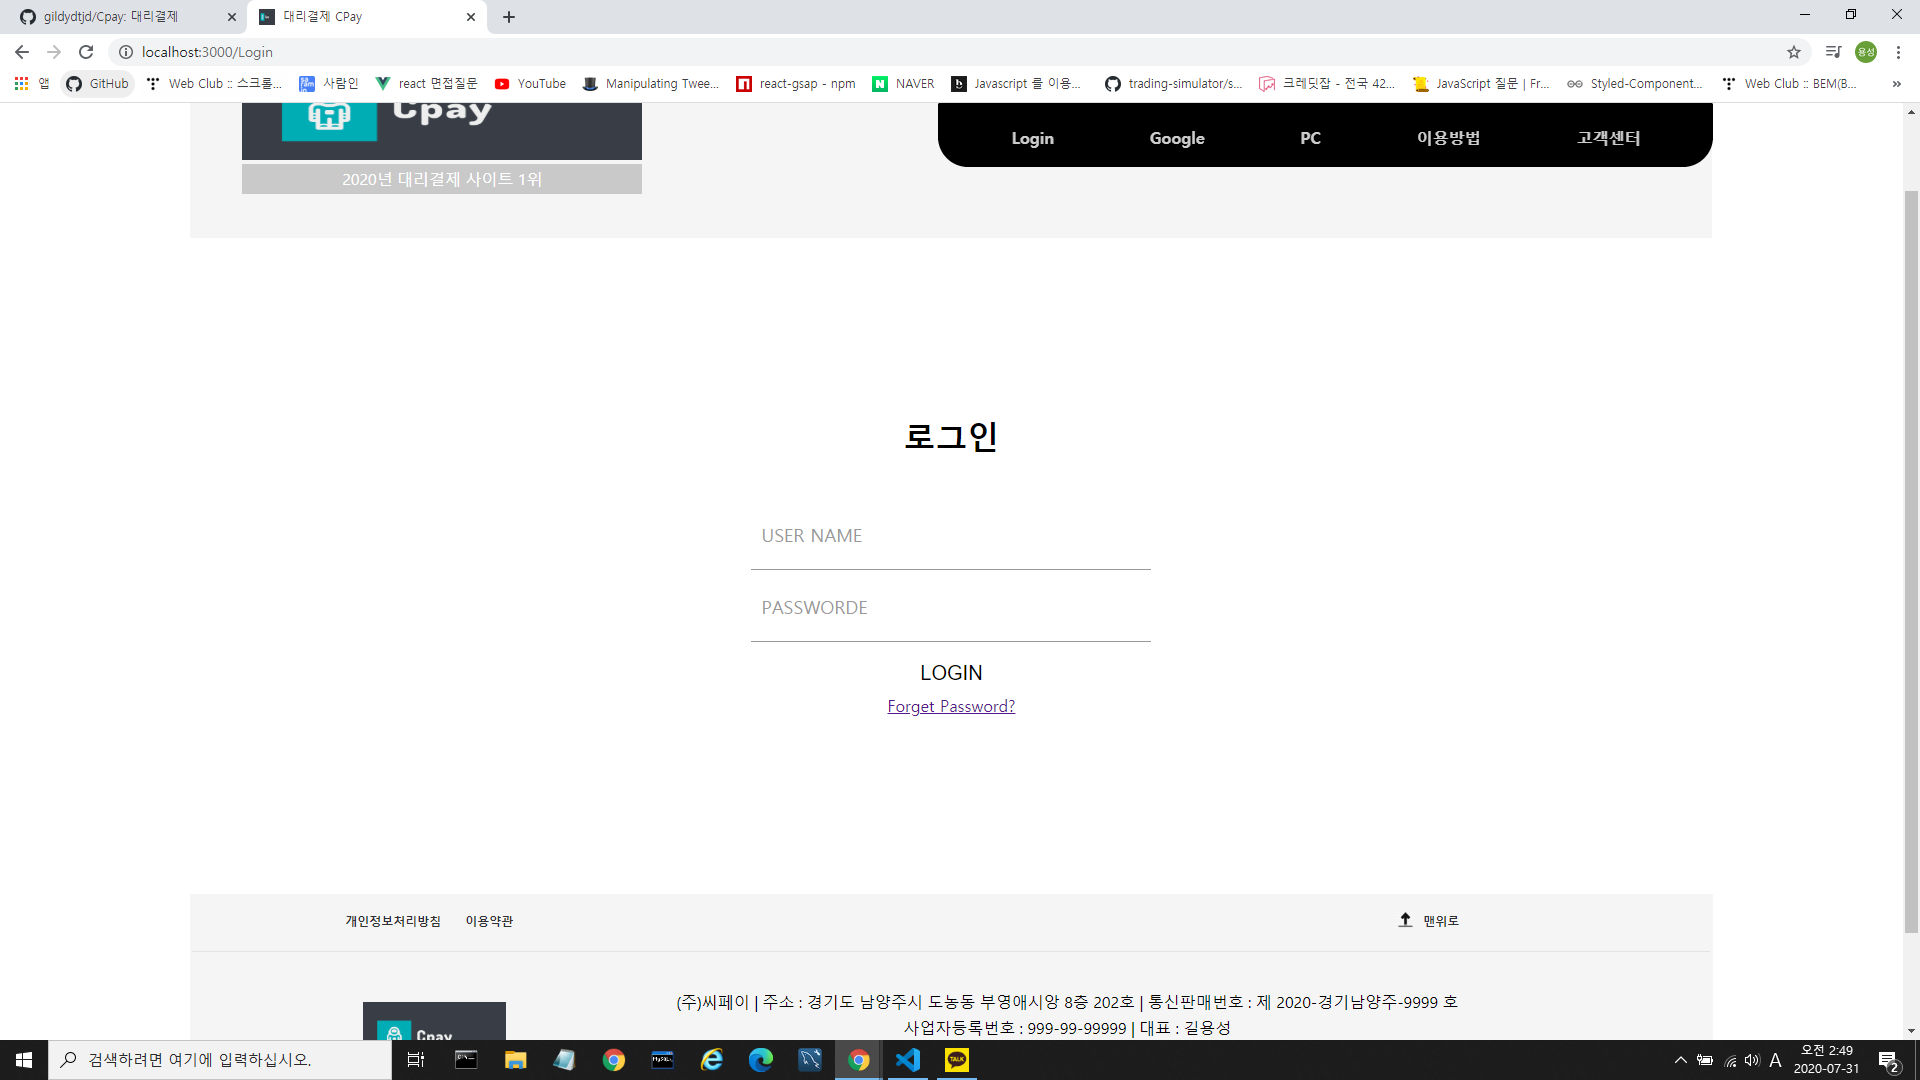 gildydtjd/Cpay: 대리결제
대리결제 CPay
localhost:3000/Login
용성
앱
GitHub
Web Club :: 스크롤...
사람인
react 면접질문
YouTube
Manipulating Twee...
react-gsap - npm
NAVER
Javascript 를 이용...
trading-simulator/s...
크레딧잡 - 전국 42...
JavaScript 질문 | Fr...
Styled-Component...
Web Club :: BEM(B...
»
Cpay
2020년 대리결제 사이트 1위
Login
Google
PC
이용방법
고객센터
로그인
USER NAME
PASSWORDE
LOGIN
Forget Password?
개인정보처리방침
이용약관
맨위로
Cpay
(주)씨페이 | 주소 : 경기도 남양주시 도농동 부영애시앙 8층 202호 | 통신판매번호 : 제 2020-경기남양주-9999 호
사업자등록번호 : 999-99-99999 | 대표 : 길용성
검색하려면 여기에 입력하십시오.
TALK
A
오전 2:49
2020-07-31
2